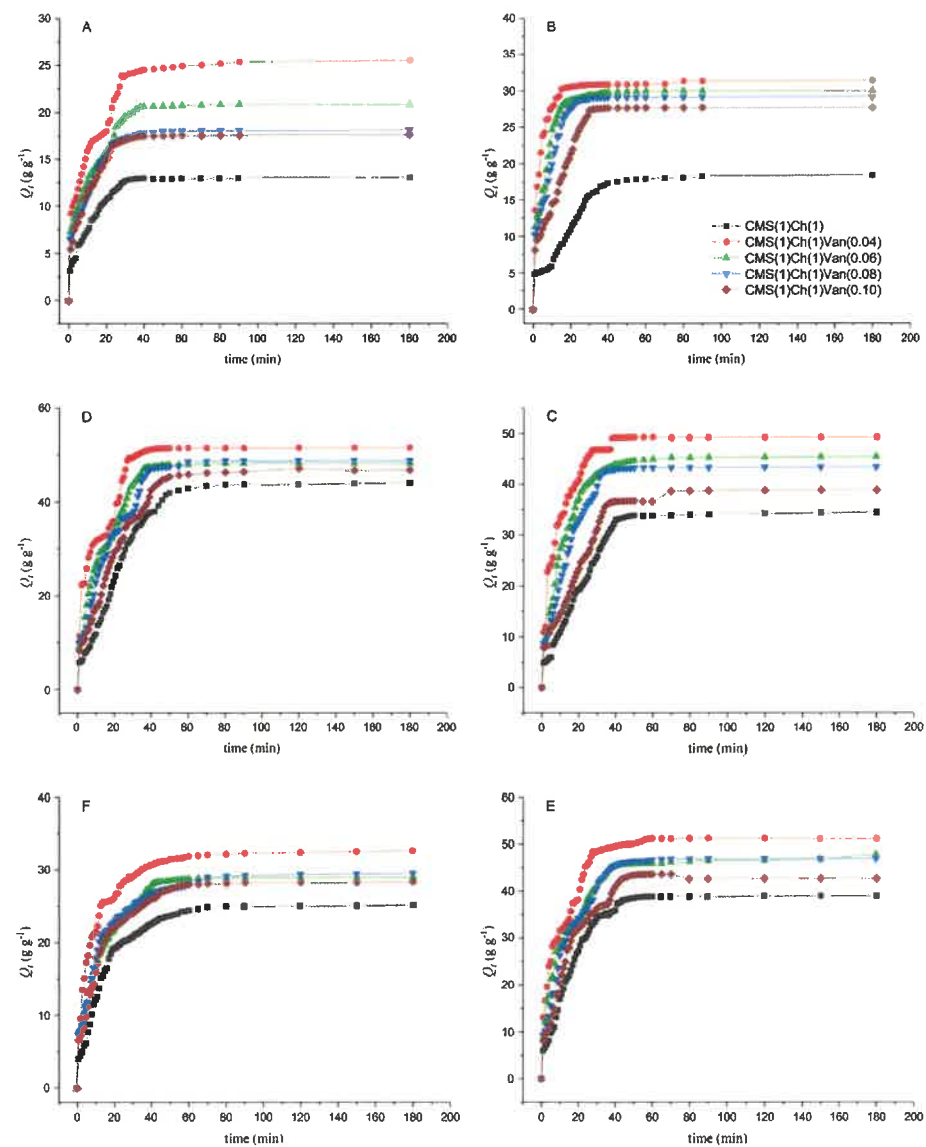 A
30
25
20
15
10
5
0
Qt (g g-1)
0 20 40 60 80 100 120 140 160 180 200
time (min)
B
40
35
30
25
20
15
10
5
0
Qt (g g-1)
CMS(1)Ch(1)
CMS(1)Ch(1)Van(0.04)
CMS(1)Ch(1)Van(0.06)
CMS(1)Ch(1)Van(0.08)
CMS(1)Ch(1)Van(0.10)
0 20 40 60 80 100 120 140 160 180 200
time (min)
D
60
40
20
0
Qt (g g-1)
0 20 40 60 80 100 120 140 160 180 200
time (min)
C
50
40
30
20
10
0
Qt (g g-1)
0 20 40 60 80 100 120 140 160 180 200
time (min)
F
40
30
20
10
0
Qt (g g-1)
0 20 40 60 80 100 120 140 160 180 200
time (min)
E
60
50
40
30
20
10
0
Qt (g g-1)
0 20 40 60 80 100 120 140 160 180 200
time (min)